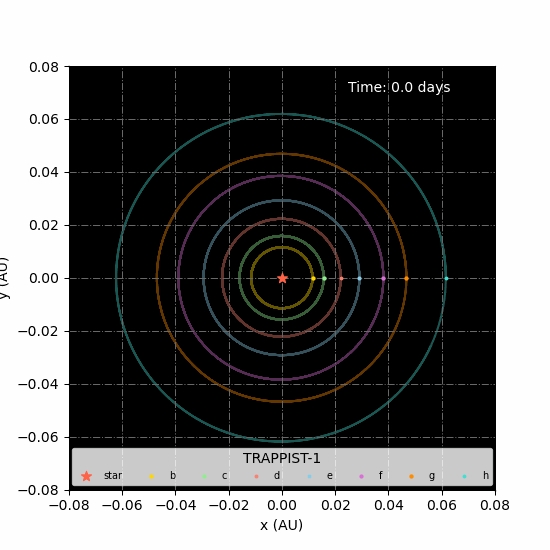 Time: 0.0 days
0.08
0.06
0.04
0.02
0.00
−0.02
−0.04
−0.06
−0.08
y (AU)
TRAPPIST-1
star b c d e f g h
−0.08 −0.06 −0.04 −0.02 0.00 0.02 0.04 0.06 0.08
x (AU)